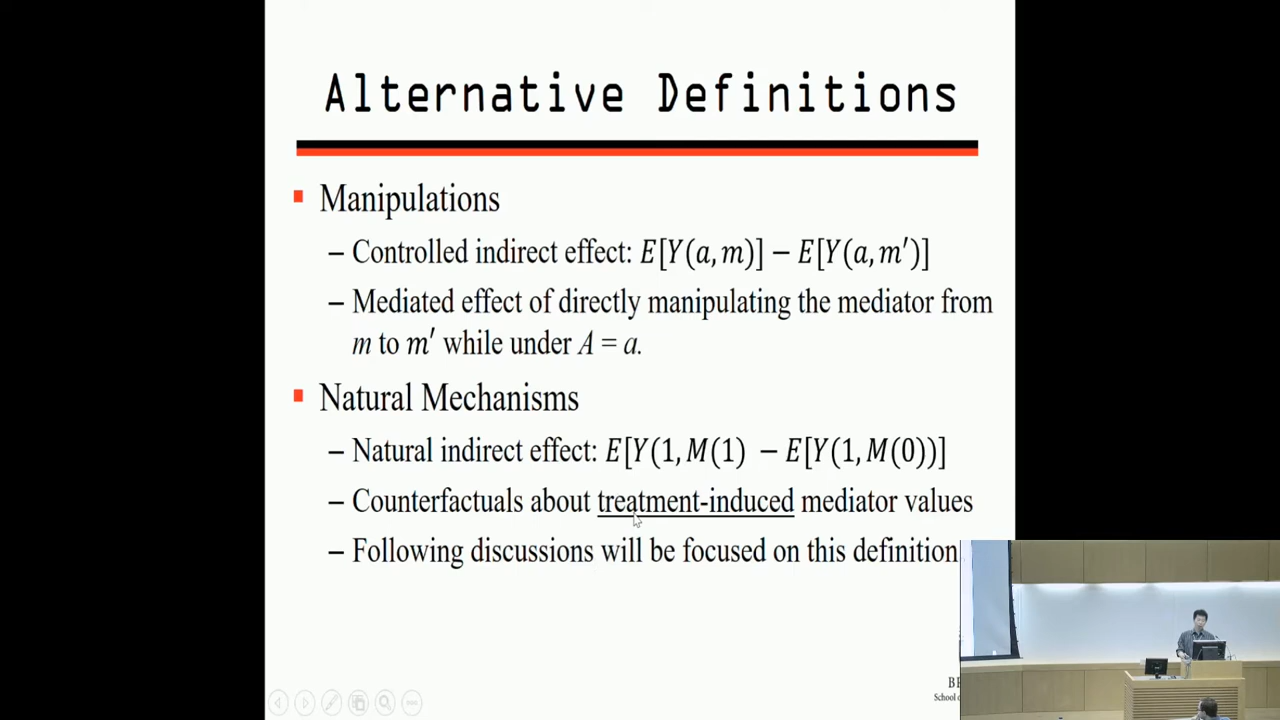 Alternative Definitions
▪ Manipulations
– Controlled indirect effect: E[Y(a, m)] − E[Y(a, m′)]
– Mediated effect of directly manipulating the mediator from
m to m′ while under A = a.
▪ Natural Mechanisms
– Natural indirect effect: E[Y(1, M(1) − E[Y(1, M(0))]
– Counterfactuals about treatment-induced mediator values
– Following discussions will be focused on this definition
School